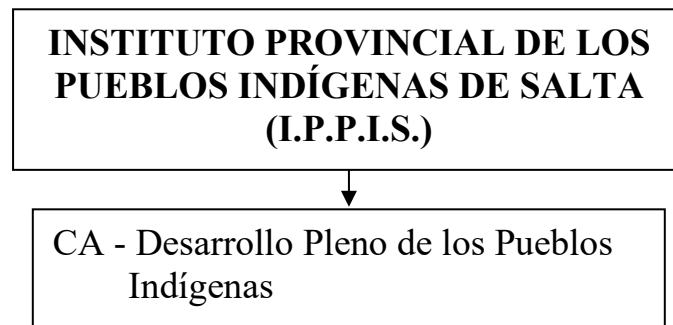 INSTITUTO PROVINCIAL DE LOS
PUEBLOS INDÍGENAS DE SALTA
(I.P.P.I.S.)
CA - Desarrollo Pleno de los Pueblos
Indígenas